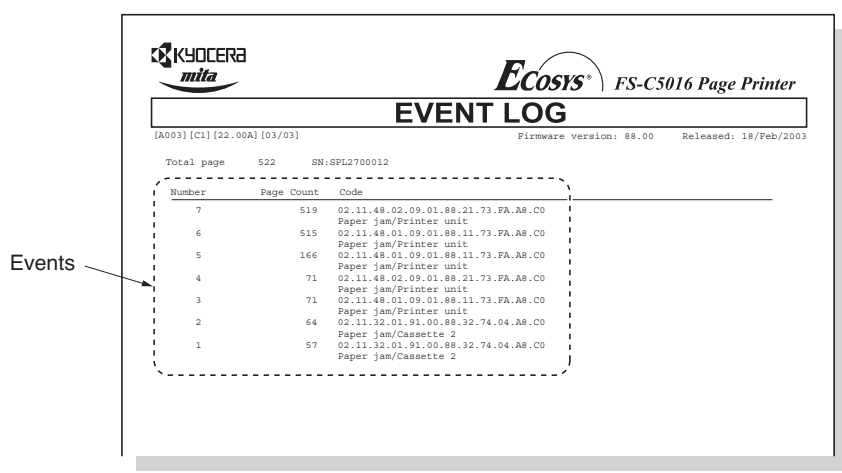 KYOCERA
mita
ECOSYS® FS-C5016 Page Printer
EVENT LOG
[A003][C1][22.00A][03/03] Firmware version: 88.00 Released: 18/Feb/2003
Total page 522 SN:SPL2700012
Number Page Count Code
7 519 02.11.48.02.09.01.88.21.73.FA.A8.C0
Paper jam/Printer unit
6 515 02.11.48.01.09.01.88.11.73.FA.A8.C0
Paper jam/Printer unit
5 166 02.11.48.01.09.01.88.11.73.FA.A8.C0
Paper jam/Printer unit
4 71 02.11.48.02.09.01.88.21.73.FA.A8.C0
Paper jam/Printer unit
3 71 02.11.48.01.09.01.88.11.73.FA.A8.C0
Paper jam/Printer unit
2 64 02.11.32.01.91.00.88.32.74.04.A8.C0
Paper jam/Cassette 2
1 57 02.11.32.01.91.00.88.32.74.04.A8.C0
Paper jam/Cassette 2
Events